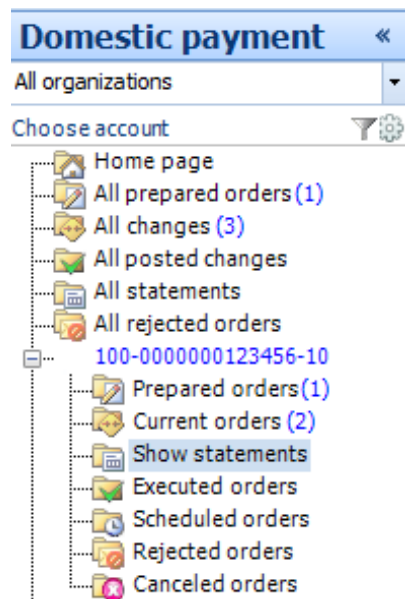 Domestic payment «
All organizations
Choose account
Home page
All prepared orders(1)
All changes (3)
All posted changes
All statements
All rejected orders
100-0000000123456-10
Prepared orders(1)
Current orders (2)
Show statements
Executed orders
Scheduled orders
Rejected orders
Canceled orders